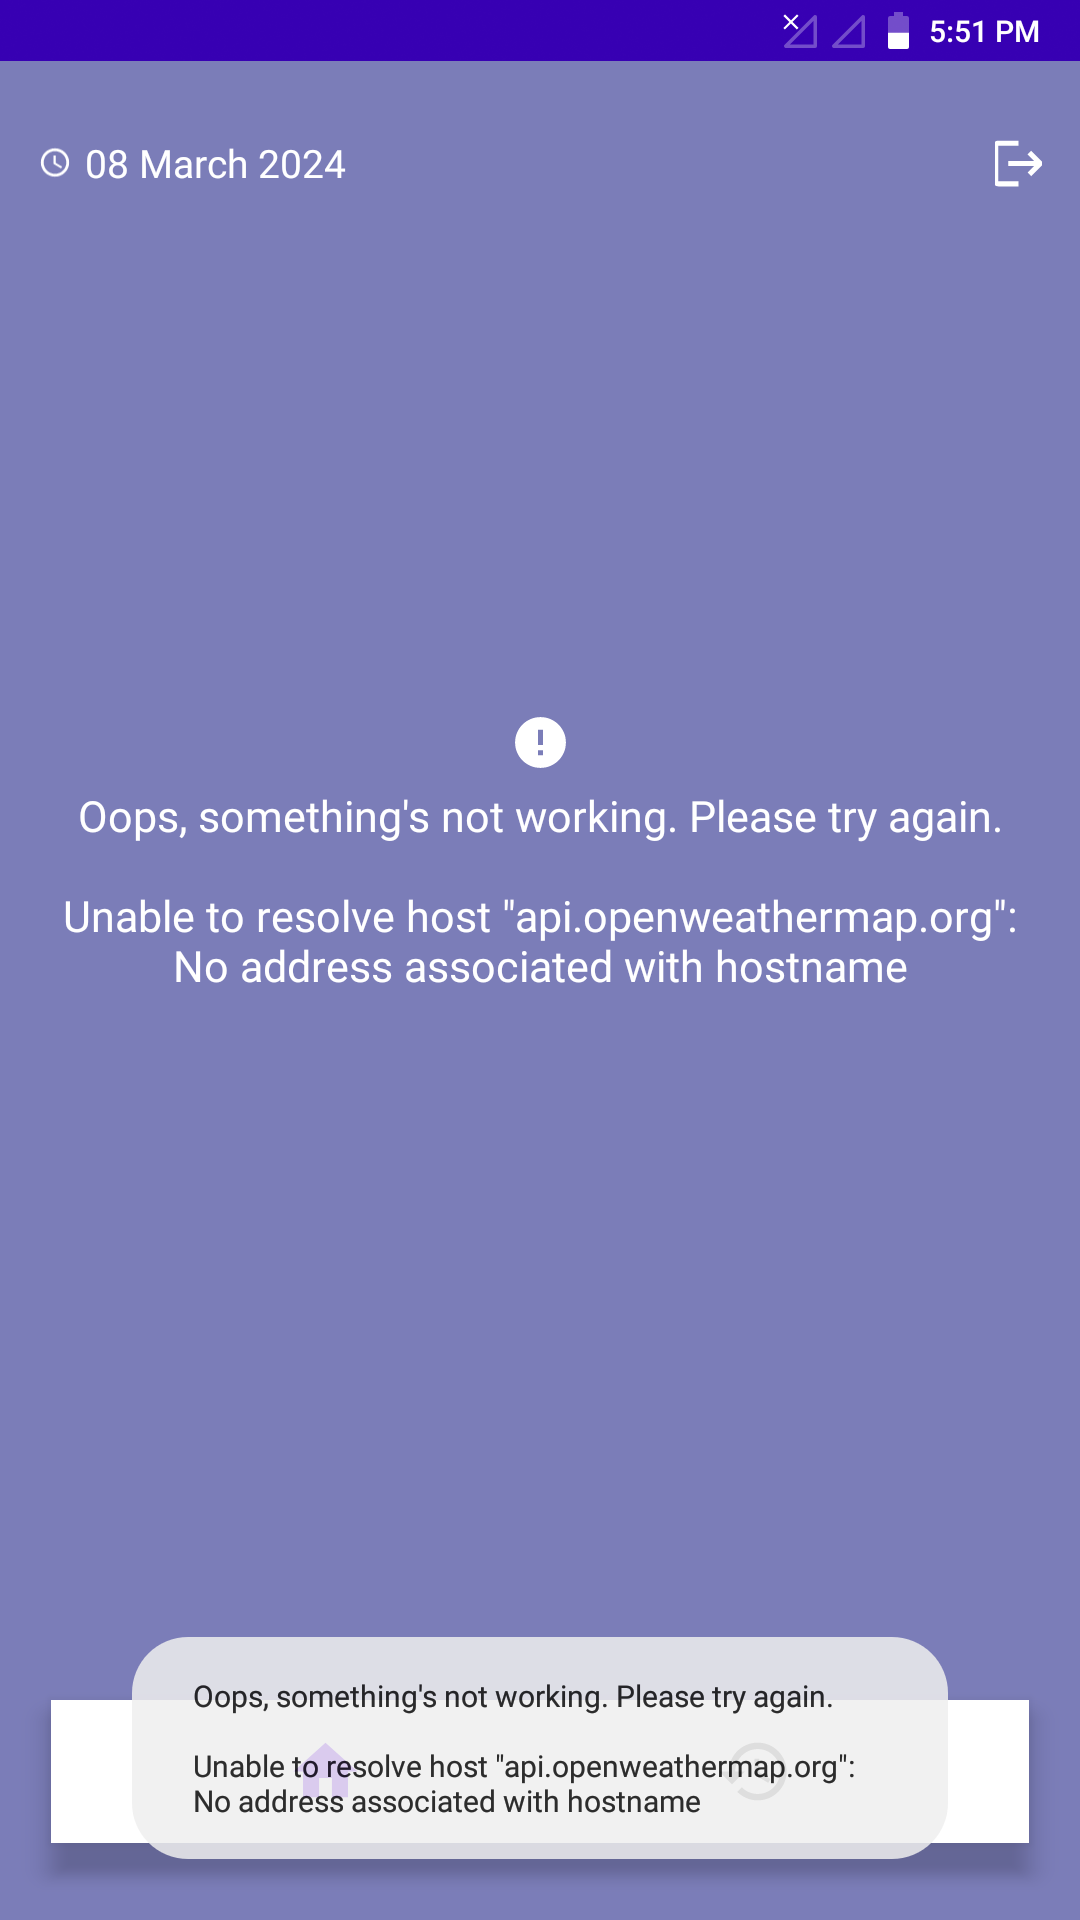 5:51 PM
08 March 2024
Oops, something's not working. Please try again.
Unable to resolve host "api.openweathermap.org":
No address associated with hostname
Oops, something's not working. Please try again.
Unable to resolve host "api.openweathermap.org":
No address associated with hostname